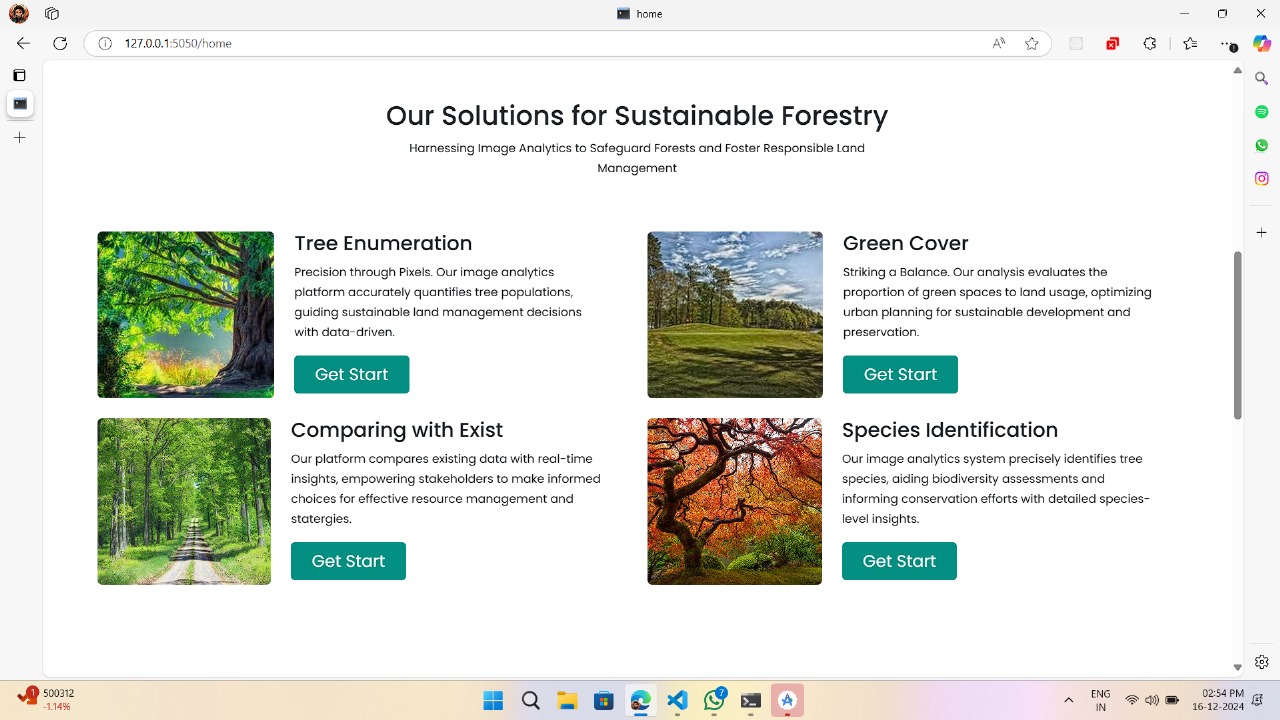 home
127.0.0.1:5050/home
Our Solutions for Sustainable Forestry
Harnessing Image Analytics to Safeguard Forests and Foster Responsible Land
Management
Tree Enumeration
Precision through Pixels. Our image analytics
platform accurately quantifies tree populations,
guiding sustainable land management decisions
with data-driven.
Get Start
Green Cover
Striking a Balance. Our analysis evaluates the
proportion of green spaces to land usage, optimizing
urban planning for sustainable development and
preservation.
Get Start
Comparing with Exist
Our platform compares existing data with real-time
insights, empowering stakeholders to make informed
choices for effective resource management and
statergies.
Get Start
Species Identification
Our image analytics system precisely identifies tree
species, aiding biodiversity assessments and
informing conservation efforts with detailed species-
level insights.
Get Start
1
500312
-1.14%
7
ENG
IN
02:54 PM
16-12-2024